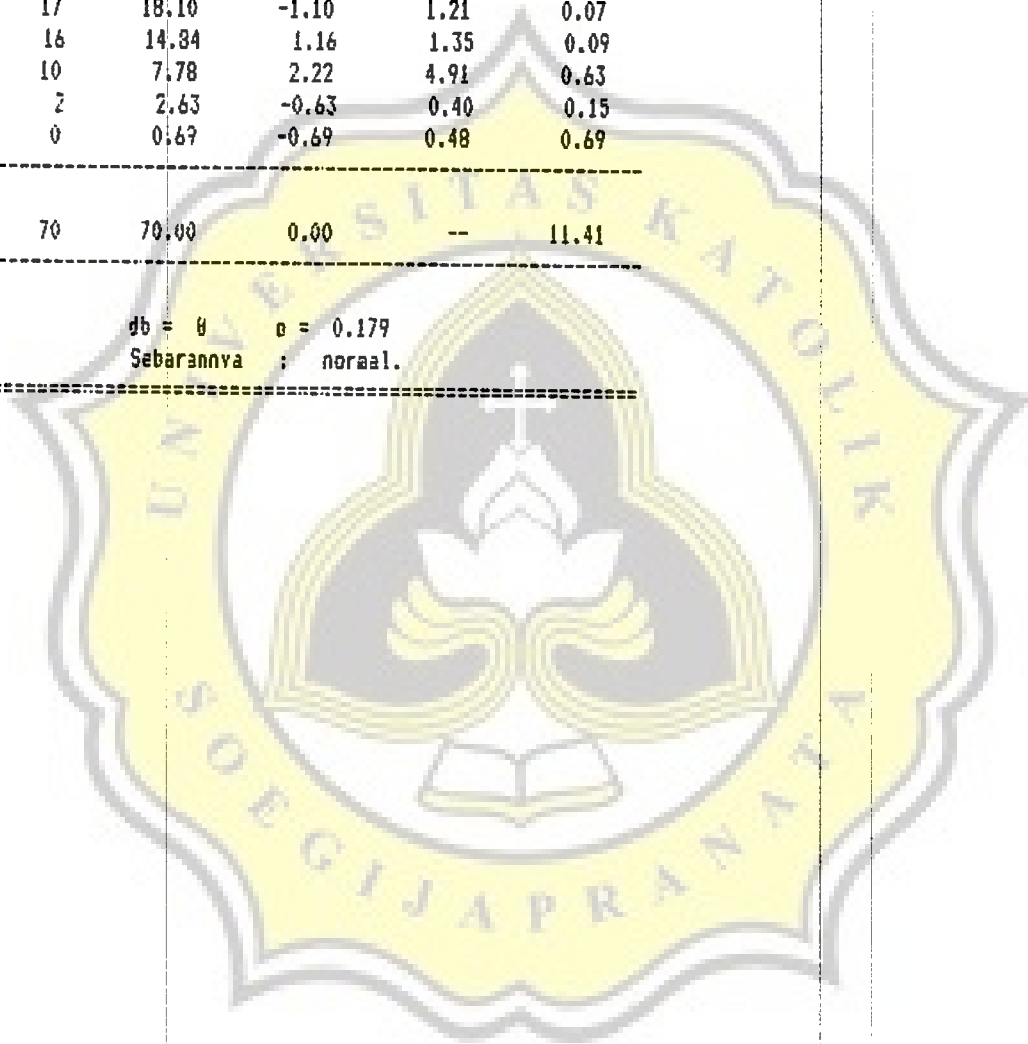 17 18.10 -1.10 1.21 0.07
16 14.84 1.16 1.35 0.09
10 7.78 2.22 4.91 0.63
2 2.63 -0.63 0.40 0.15
0 0.69 -0.69 0.48 0.69
70 70.00 0.00 -- 11.41
db = p = 0.179
Sebarannya : normal.
UNIVERSITAS KATOLIK
SOEGIJAPRANATA